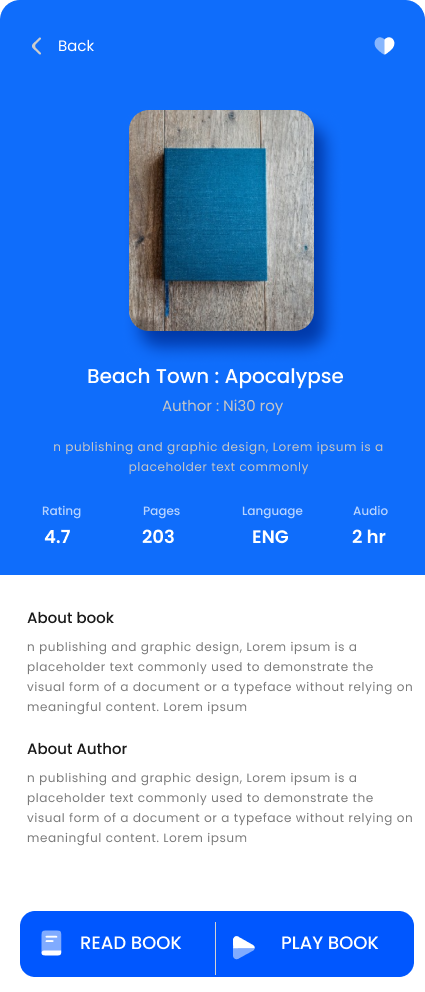 Back
Beach Town : Apocalypse
Author : Ni30 roy
n publishing and graphic design, Lorem ipsum is a
placeholder text commonly
Rating Pages Language Audio
4.7 203 ENG 2 hr
About book
n publishing and graphic design, Lorem ipsum is a
placeholder text commonly used to demonstrate the
visual form of a document or a typeface without relying on
meaningful content. Lorem ipsum
About Author
n publishing and graphic design, Lorem ipsum is a
placeholder text commonly used to demonstrate the
visual form of a document or a typeface without relying on
meaningful content. Lorem ipsum
READ BOOK PLAY BOOK